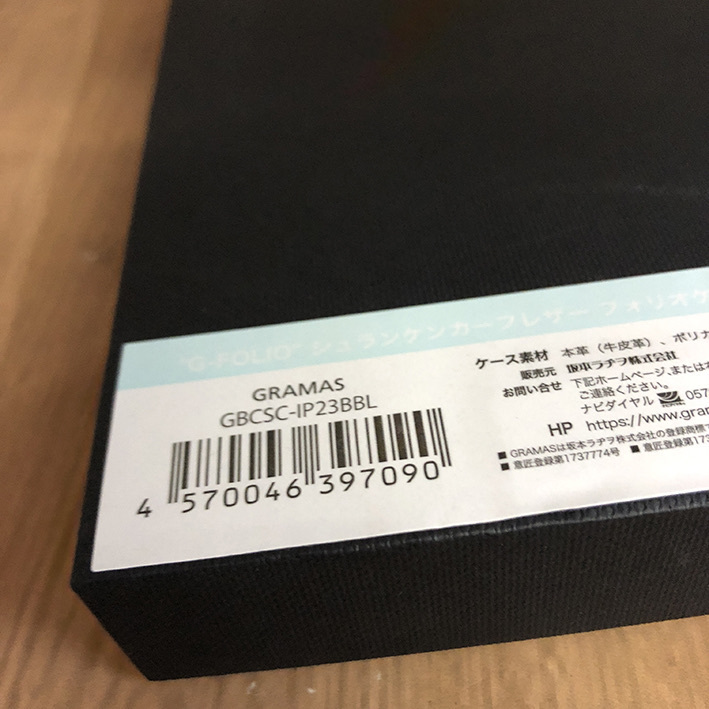 G-FOLIO シュランケンカーフレザー フォリオケ
GRAMAS
GBCSC-IP23BBL
4 570046 397090
ケース素材 本革（牛皮革）、ポリカ
販売元 坂本ラヂヲ株式会社
お問い合せ 下記ホームページ、または本
ご連絡ください。
ナビダイヤル 057
HP https://www.gram
■ GRAMASは坂本ラヂヲ株式会社の登録商標で
■ 意匠登録第1737774号 ■ 意匠登録第173